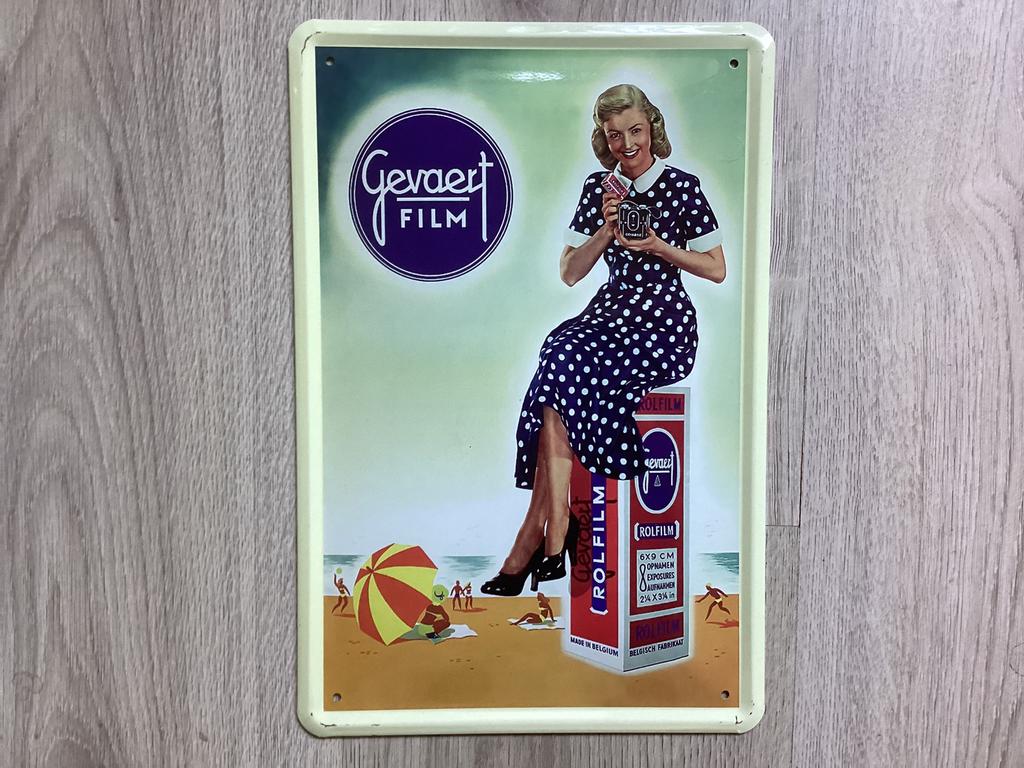 Gevaert
FILM
ROLFILM
Gevaert
[ROLFILM]
6X9 CM
8 OPNAMEN
EXPOSURES
AUFNAHMEN
2¼ X 3¼ in
ROLFILM
BELGISCH FABRIKAAT
Gevaert
[ROLFILM]
MADE IN BELGIUM